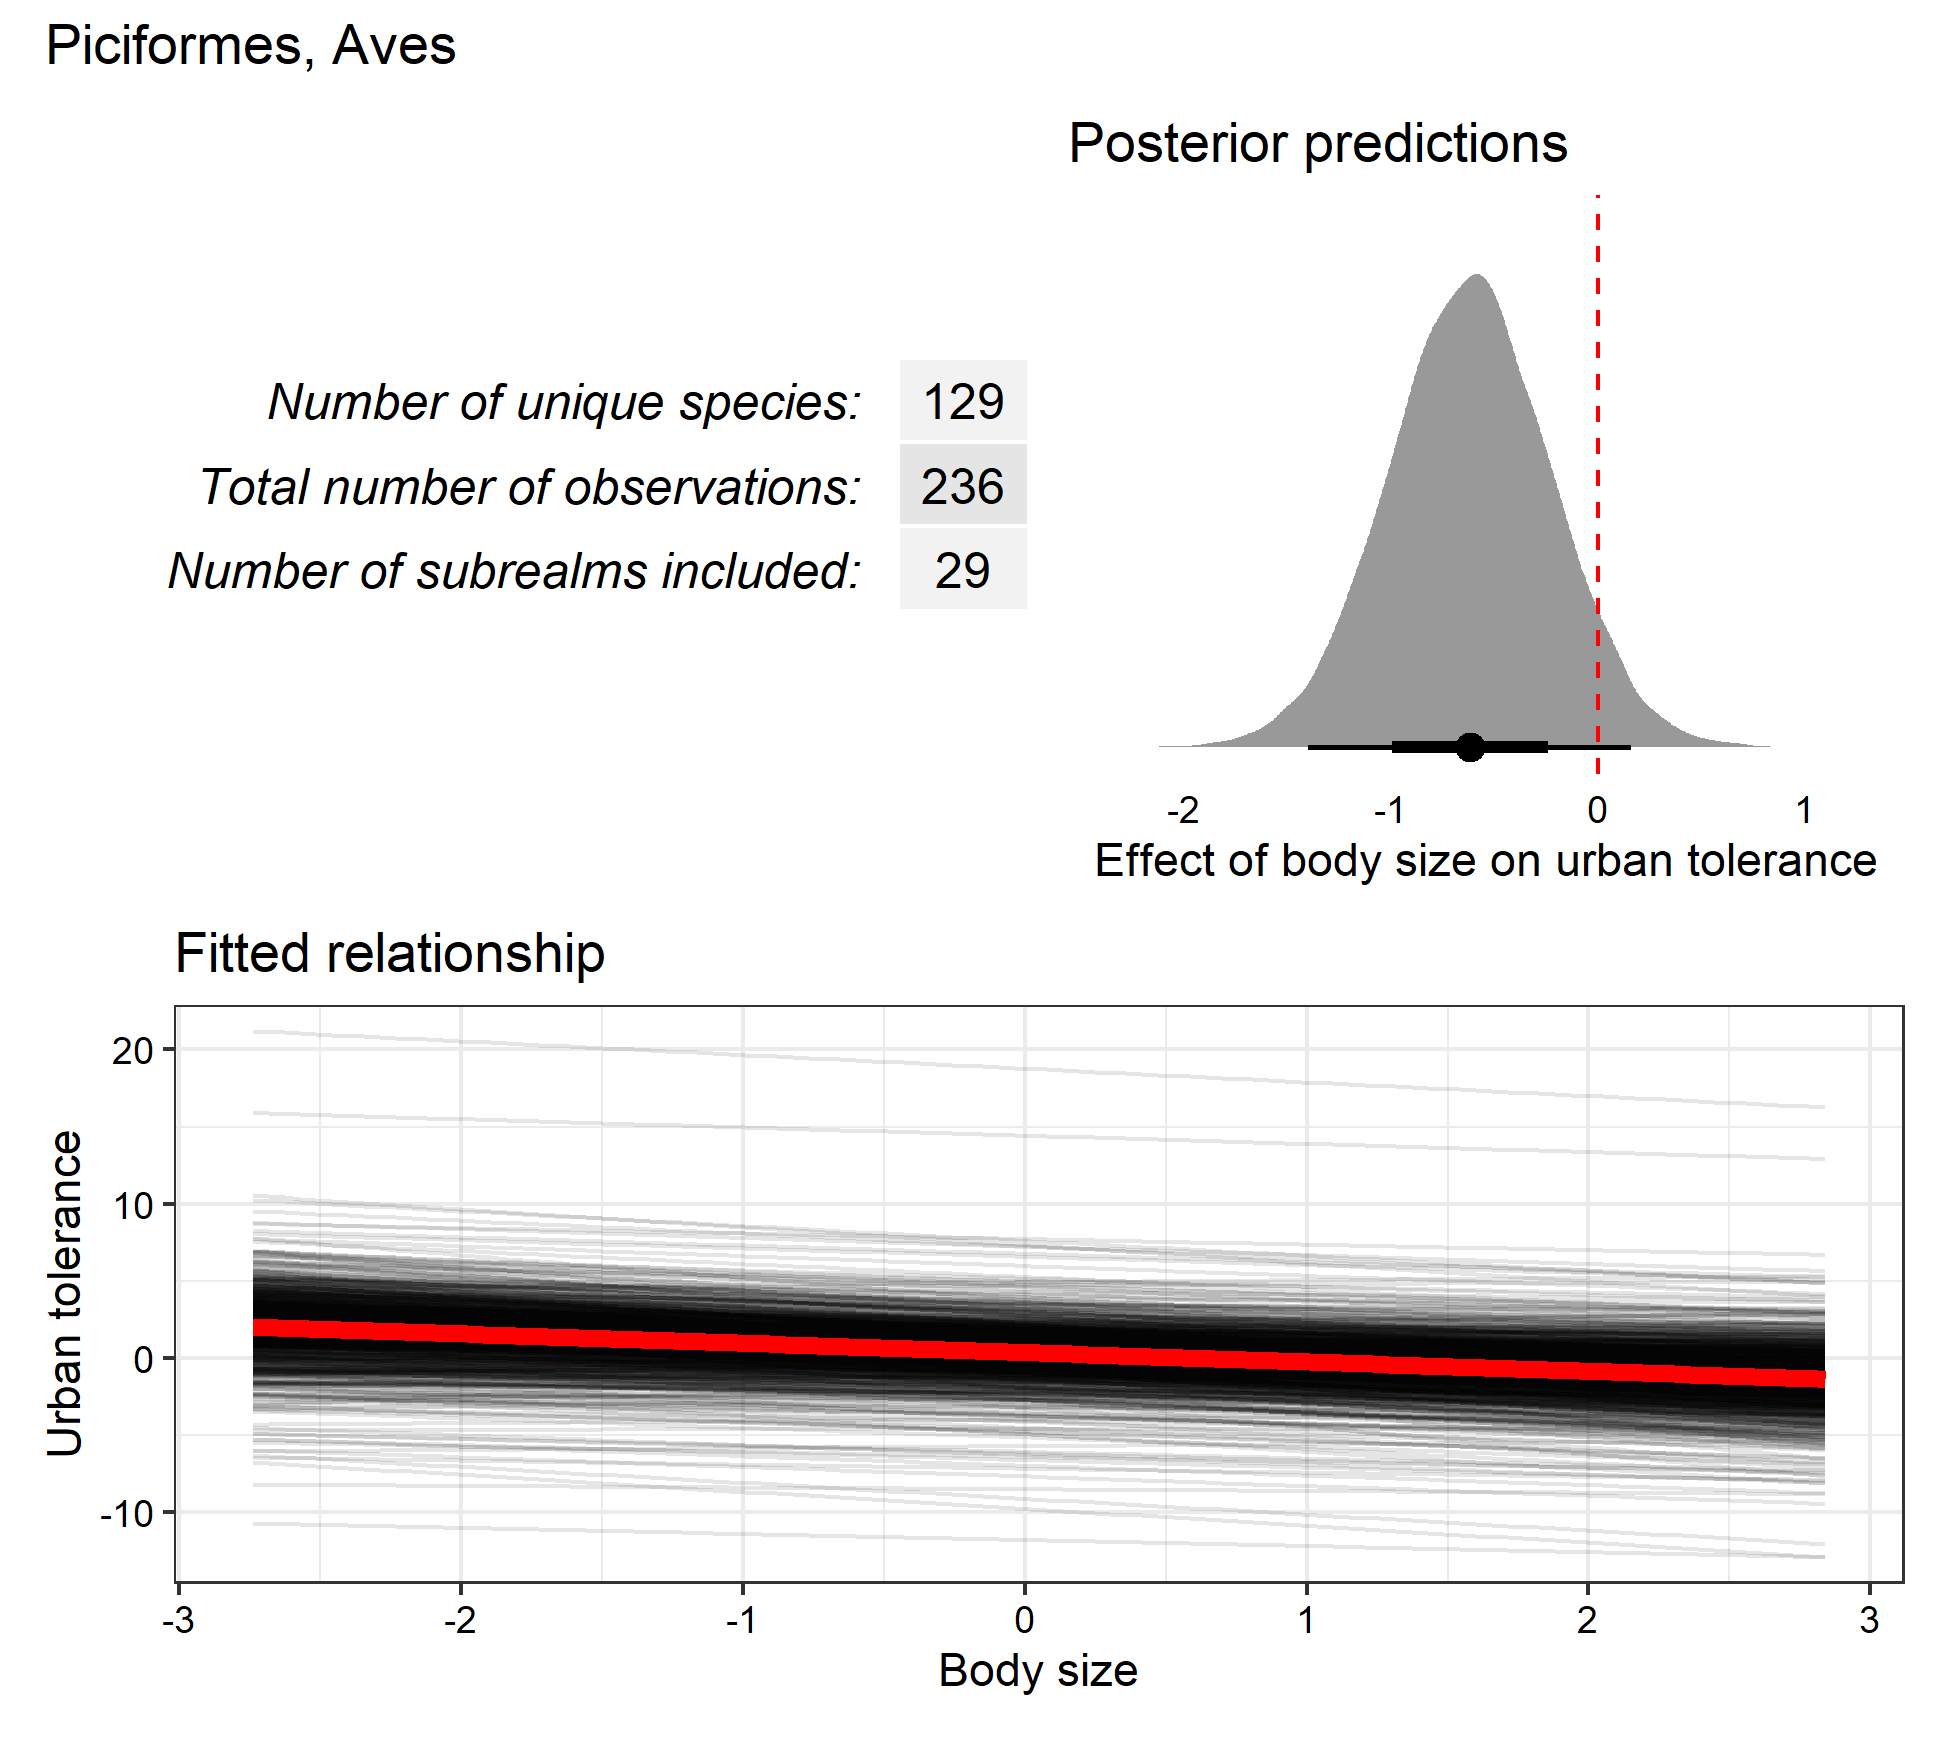 Piciformes, Aves
Posterior predictions
Number of unique species: 129
Total number of observations: 236
Number of subrealms included: 29
-2 -1 0 1
Effect of body size on urban tolerance
Fitted relationship
Urban tolerance
20
10
0
-10
-3 -2 -1 0 1 2 3
Body size